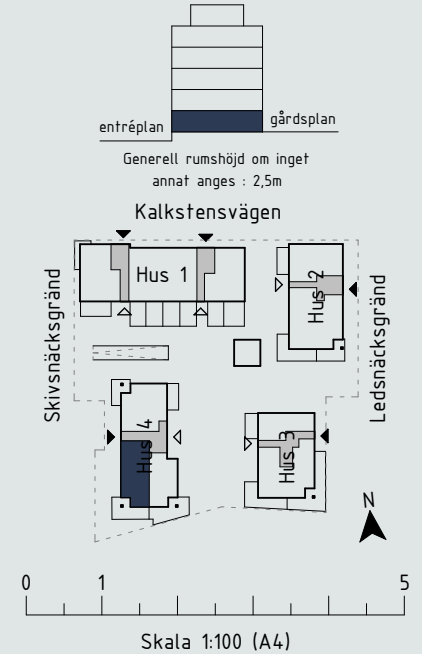 entréplan
gårdsplan
Generell rumshöjd om inget
annat anges : 2,5m
Kalkstensvägen
Skivsnäcksgränd
Ledsnäcksgränd
Hus 1
Hus 2
Hus 4
Hus 3
N
0 1 5
Skala 1:100 (A4)